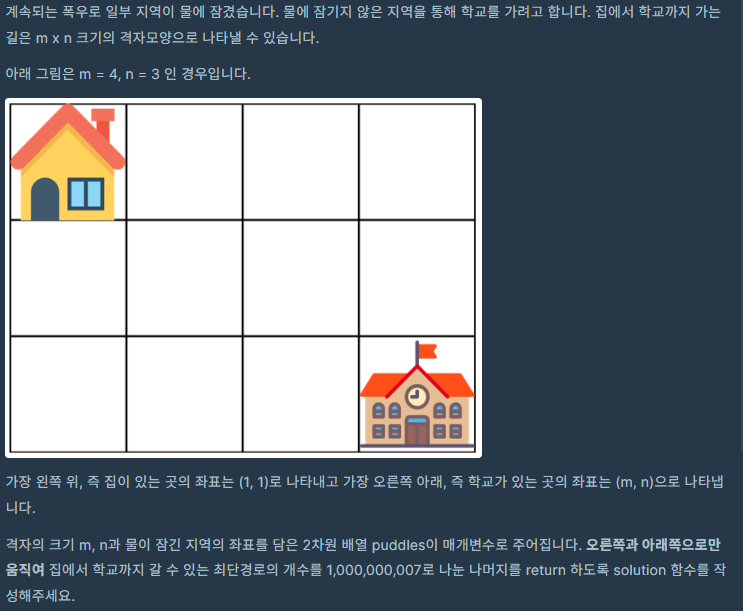 계속되는 폭우로 일부 지역이 물에 잠겼습니다. 물에 잠기지 않은 지역을 통해 학교를 가려고 합니다. 집에서 학교까지 가는
길은 m x n 크기의 격자모양으로 나타낼 수 있습니다.
아래 그림은 m = 4, n = 3 인 경우입니다.
가장 왼쪽 위, 즉 집이 있는 곳의 좌표는 (1, 1)로 나타내고 가장 오른쪽 아래, 즉 학교가 있는 곳의 좌표는 (m, n)으로 나타냅
니다.
격자의 크기 m, n과 물이 잠긴 지역의 좌표를 담은 2차원 배열 puddles이 매개변수로 주어집니다. 오른쪽과 아래쪽으로만
움직여 집에서 학교까지 갈 수 있는 최단경로의 개수를 1,000,000,007로 나눈 나머지를 return 하도록 solution 함수를 작
성해주세요.